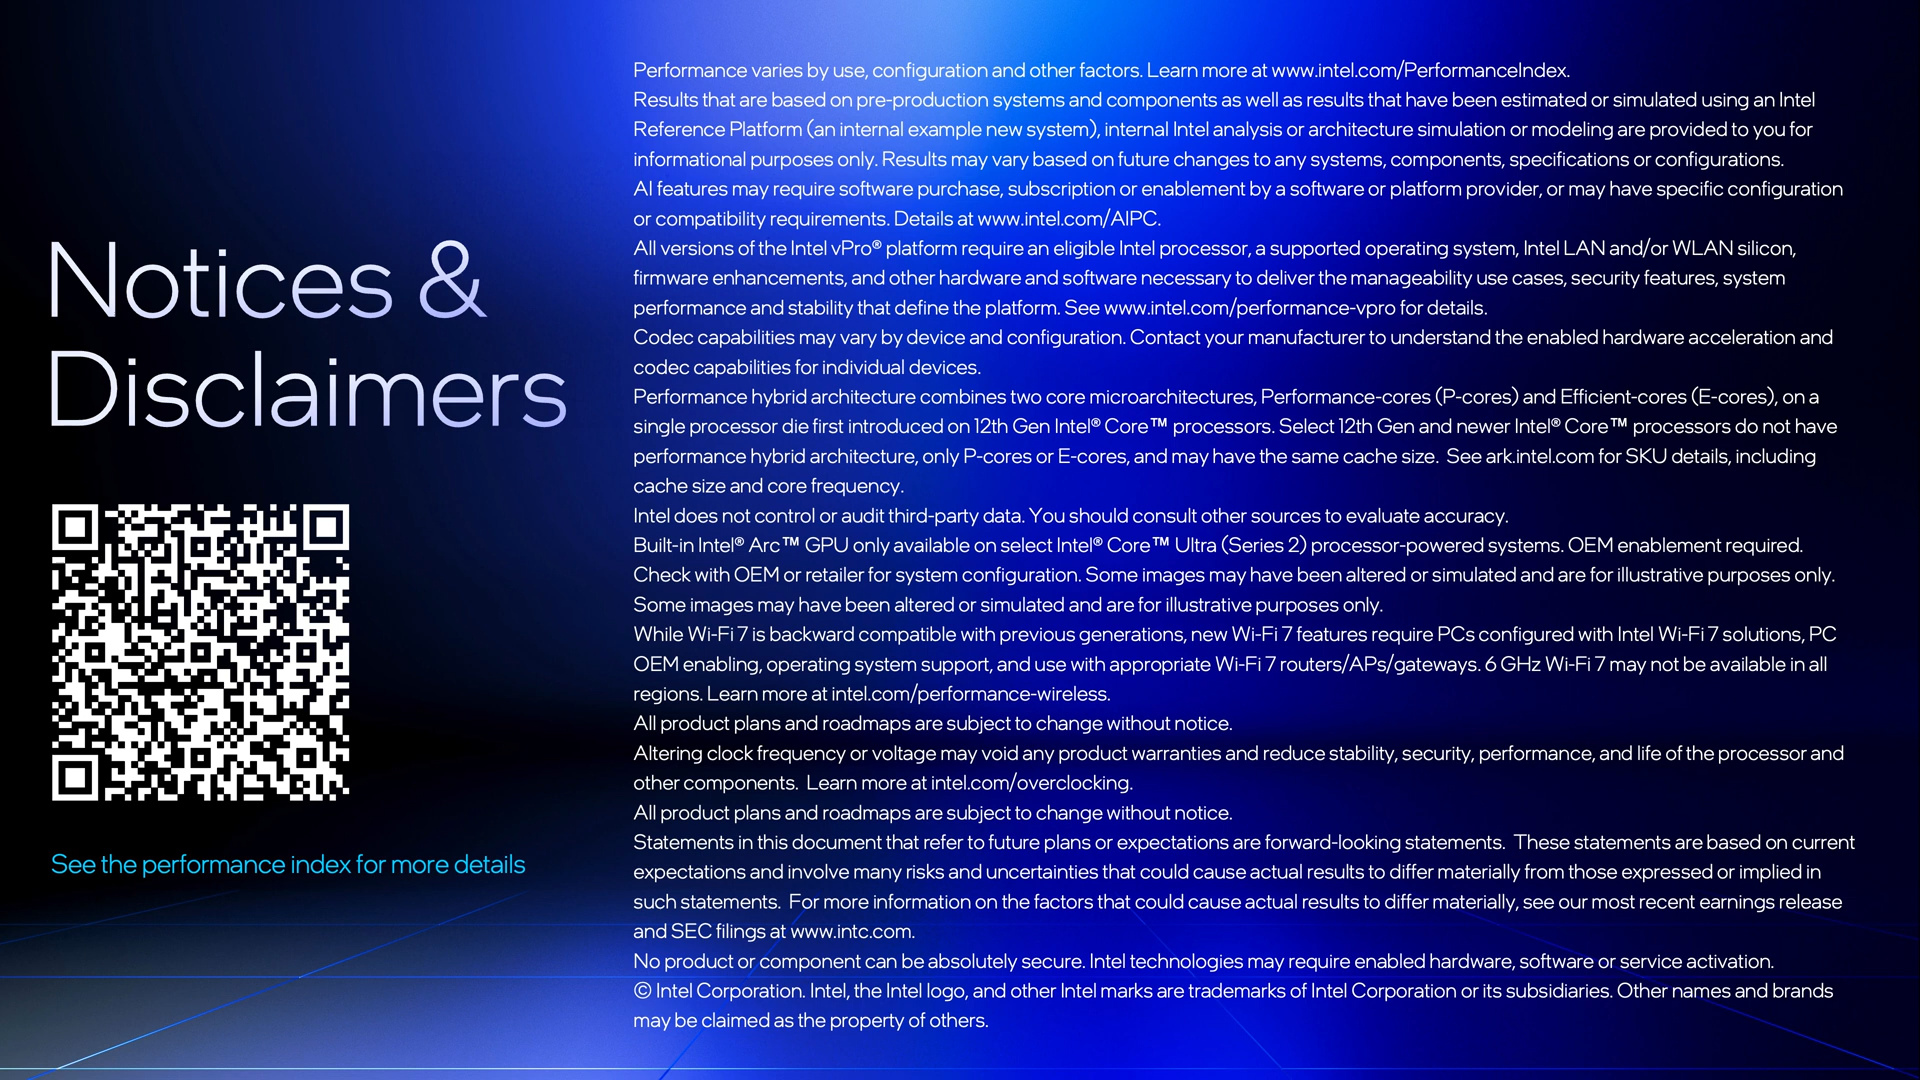 Notices &
Disclaimers
See the performance index for more details
Performance varies by use, configuration and other factors. Learn more at www.intel.com/PerformanceIndex.
Results that are based on pre-production systems and components as well as results that have been estimated or simulated using an Intel
Reference Platform (an internal example new system), internal Intel analysis or architecture simulation or modeling are provided to you for
informational purposes only. Results may vary based on future changes to any systems, components, specifications or configurations.
AI features may require software purchase, subscription or enablement by a software or platform provider, or may have specific configuration
or compatibility requirements. Details at www.intel.com/AIPC.
All versions of the Intel vPro® platform require an eligible Intel processor, a supported operating system, Intel LAN and/or WLAN silicon,
firmware enhancements, and other hardware and software necessary to deliver the manageability use cases, security features, system
performance and stability that define the platform. See www.intel.com/performance-vpro for details.
Codec capabilities may vary by device and configuration. Contact your manufacturer to understand the enabled hardware acceleration and
codec capabilities for individual devices.
Performance hybrid architecture combines two core microarchitectures, Performance-cores (P-cores) and Efficient-cores (E-cores), on a
single processor die first introduced on 12th Gen Intel® Core™ processors. Select 12th Gen and newer Intel® Core™ processors do not have
performance hybrid architecture, only P-cores or E-cores, and may have the same cache size.  See ark.intel.com for SKU details, including
cache size and core frequency.
Intel does not control or audit third-party data. You should consult other sources to evaluate accuracy.
Built-in Intel® Arc™ GPU only available on select Intel® Core™ Ultra (Series 2) processor-powered systems. OEM enablement required.
Check with OEM or retailer for system configuration. Some images may have been altered or simulated and are for illustrative purposes only.
Some images may have been altered or simulated and are for illustrative purposes only.
While Wi-Fi 7 is backward compatible with previous generations, new Wi-Fi 7 features require PCs configured with Intel Wi-Fi 7 solutions, PC
OEM enabling, operating system support, and use with appropriate Wi-Fi 7 routers/APs/gateways. 6 GHz Wi-Fi 7 may not be available in all
regions. Learn more at intel.com/performance-wireless.
All product plans and roadmaps are subject to change without notice.
Altering clock frequency or voltage may void any product warranties and reduce stability, security, performance, and life of the processor and
other components.  Learn more at intel.com/overclocking.
All product plans and roadmaps are subject to change without notice.
Statements in this document that refer to future plans or expectations are forward-looking statements.  These statements are based on current
expectations and involve many risks and uncertainties that could cause actual results to differ materially from those expressed or implied in
such statements.  For more information on the factors that could cause actual results to differ materially, see our most recent earnings release
and SEC filings at www.intc.com.
No product or component can be absolutely secure. Intel technologies may require enabled hardware, software or service activation.
© Intel Corporation. Intel, the Intel logo, and other Intel marks are trademarks of Intel Corporation or its subsidiaries. Other names and brands
may be claimed as the property of others.